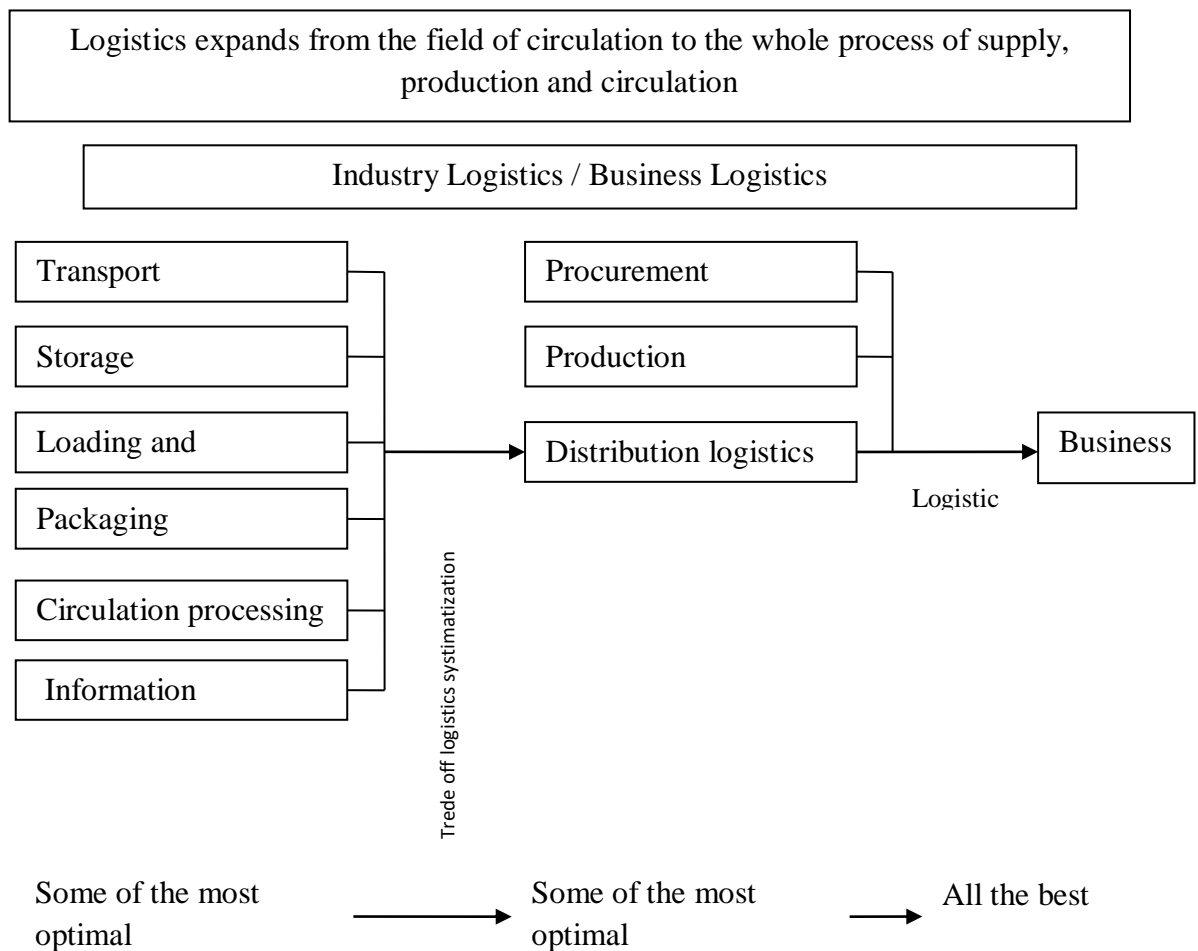 Logistics expands from the field of circulation to the whole process of supply,
production and circulation
Industry Logistics / Business Logistics
Transport
Storage
Loading and
Packaging
Circulation processing
Information
Procurement
Production
Distribution logistics
Business
Logistic
Trede off logistics systimatization
Some of the most
optimal
Some of the most
optimal
All the best